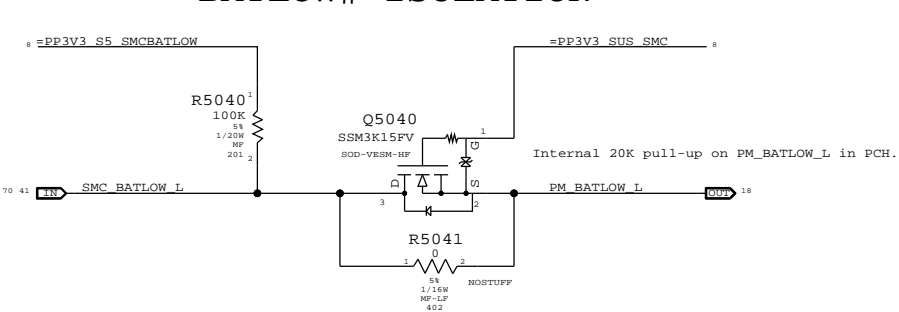 8 =PP3V3_S5_SMCBATLOW
=PP3V3_SUS_SMC 8
R5040 1
100K
5%
1/20W
MF
201 2
Q5040
SSM3K15FV
SOD-VESM-HF
1
G
D
S
3
2
Internal 20K pull-up on PM_BATLOW_L in PCH.
70 41 IN SMC_BATLOW_L
PM_BATLOW_L OUT 18
R5041
1 0 2
5%
1/16W
MF-LF
402
NOSTUFF